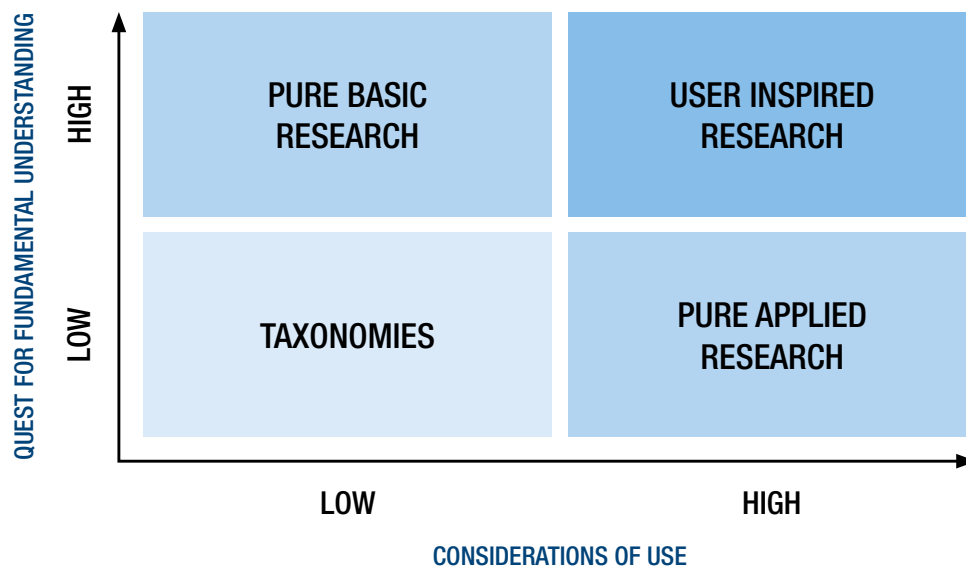 QUEST FOR FUNDAMENTAL UNDERSTANDING
HIGH
PURE BASIC
RESEARCH
USER INSPIRED
RESEARCH
LOW
TAXONOMIES
PURE APPLIED
RESEARCH
LOW
HIGH
CONSIDERATIONS OF USE